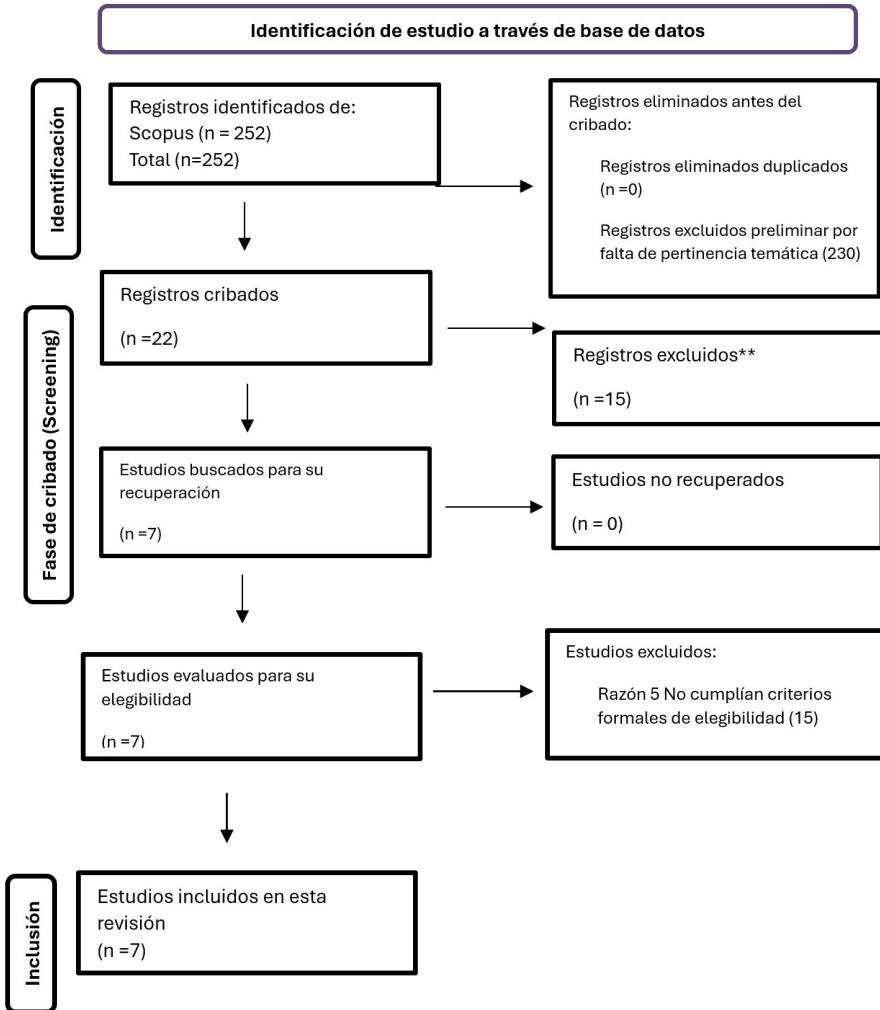 Identificación de estudio a través de base de datos
Identificación
Registros identificados de:
Scopus (n = 252)
Total (n=252)
Registros eliminados antes del
cribado:
Registros eliminados duplicados
(n =0)
Registros excluidos preliminar por
falta de pertinencia temática (230)
Fase de cribado (Screening)
Registros cribados
(n =22)
Registros excluidos**
(n =15)
Estudios buscados para su
recuperación
(n =7)
Estudios no recuperados
(n = 0)
Estudios evaluados para su
elegibilidad
(n =7)
Estudios excluidos:
Razón 5 No cumplían criterios
formales de elegibilidad (15)
Inclusión
Estudios incluidos en esta
revisión
(n =7)